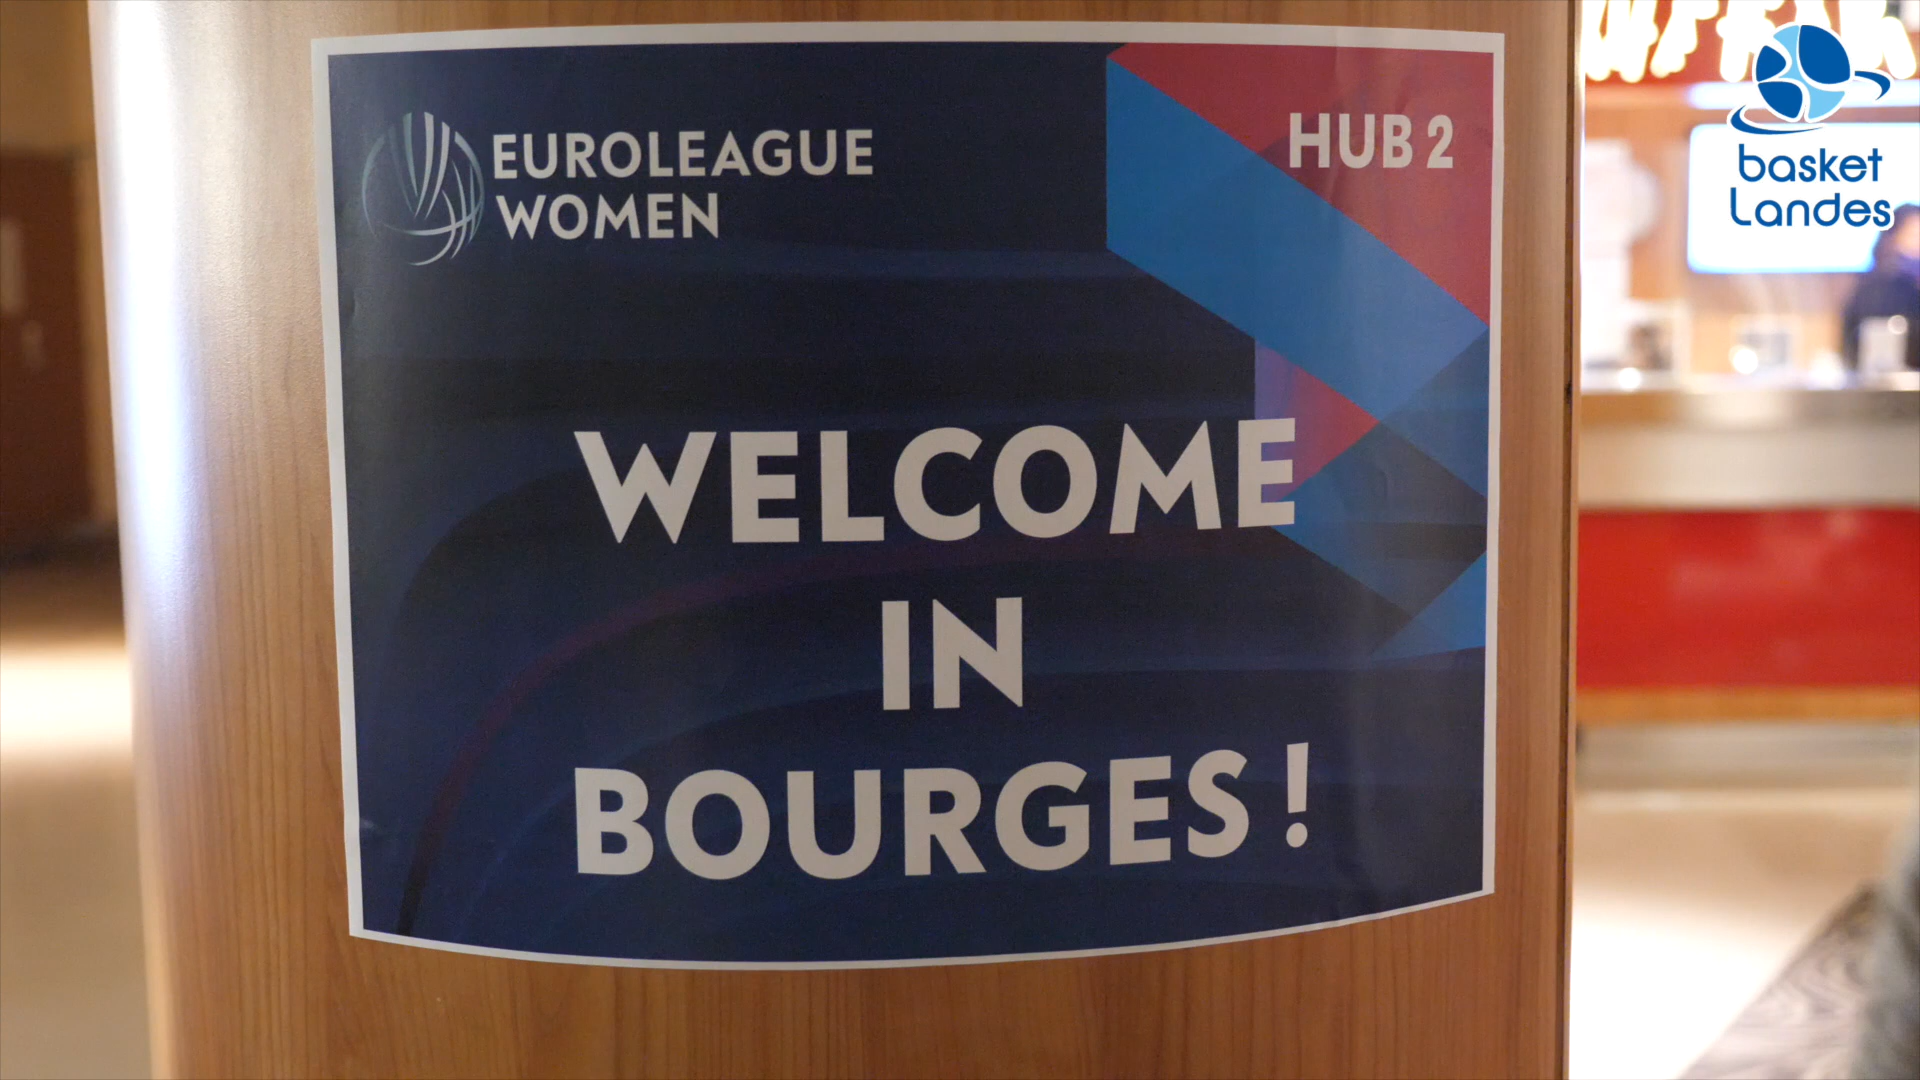 EUROLEAGUE
WOMEN
HUB 2
WELCOME
IN
BOURGES !
basket
Landes